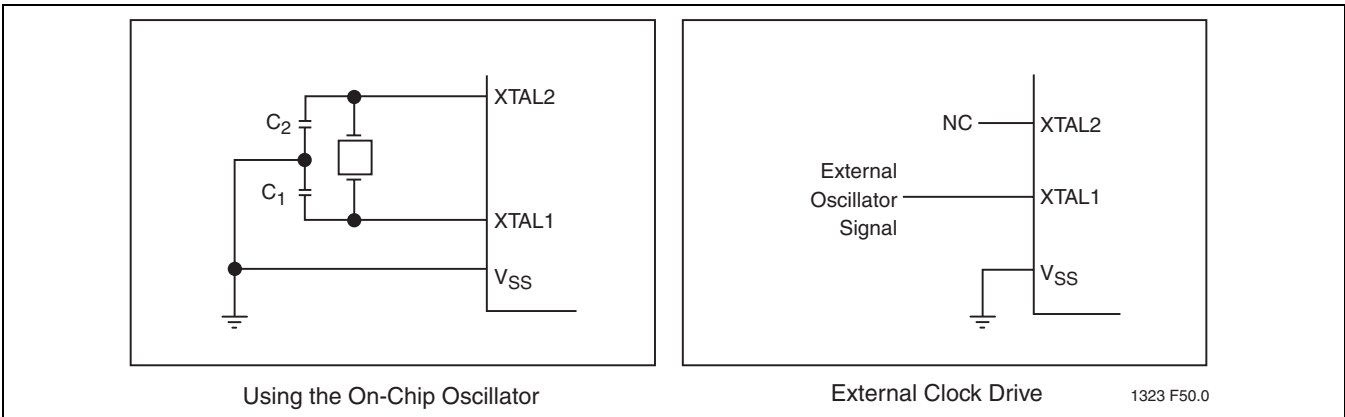 XTAL2
C2
C1
XTAL1
VSS
Using the On-Chip Oscillator
NC
XTAL2
External
Oscillator
Signal
XTAL1
VSS
External Clock Drive
1323 F50.0